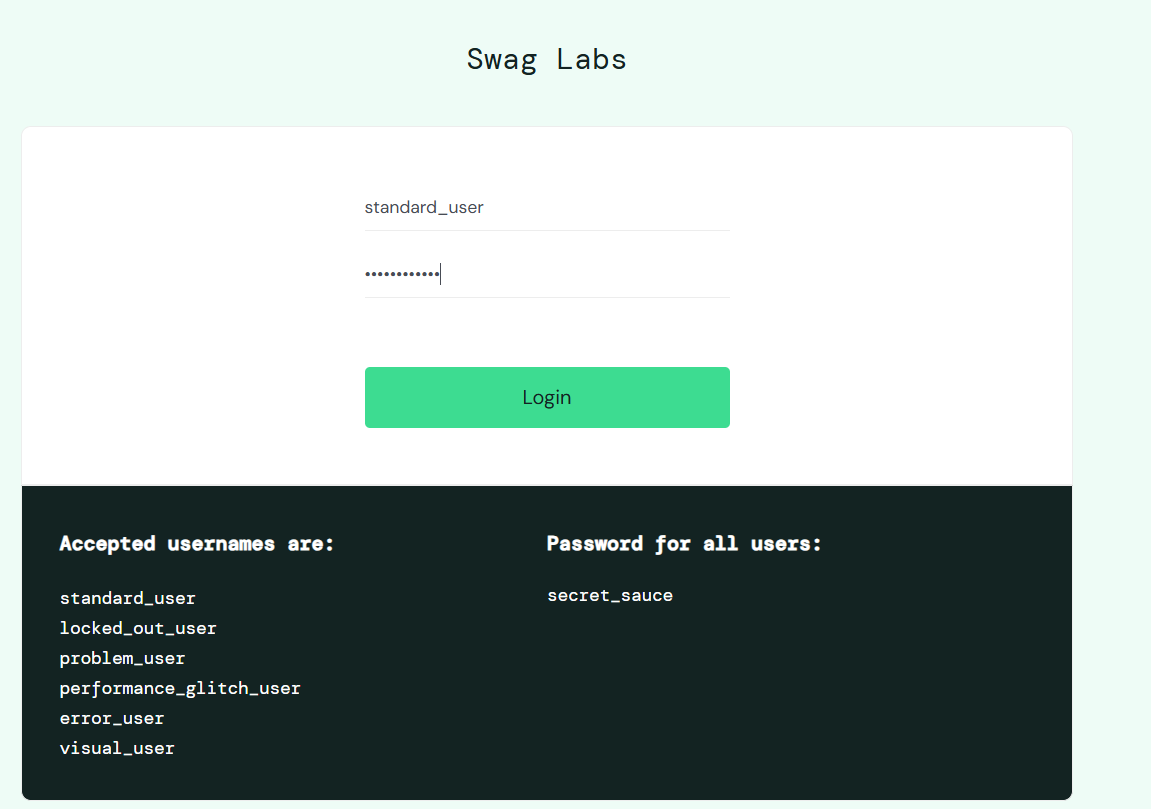 Swag Labs
standard_user
••••••••••••
Login
Accepted usernames are:
standard_user
locked_out_user
problem_user
performance_glitch_user
error_user
visual_user
Password for all users:
secret_sauce